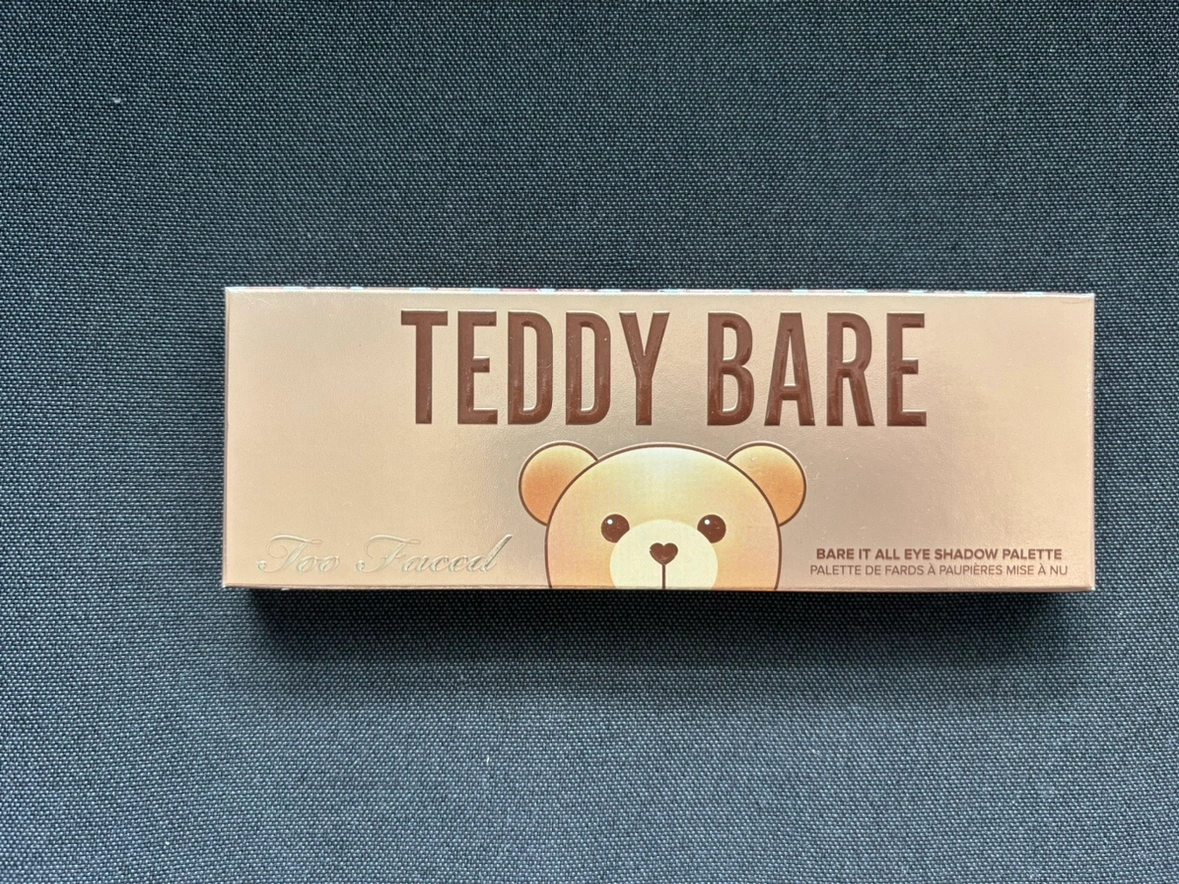 TEDDY BARE
Too Faced
BARE IT ALL EYE SHADOW PALETTE
PALETTE DE FARDS À PAUPIÈRES MISE À NU